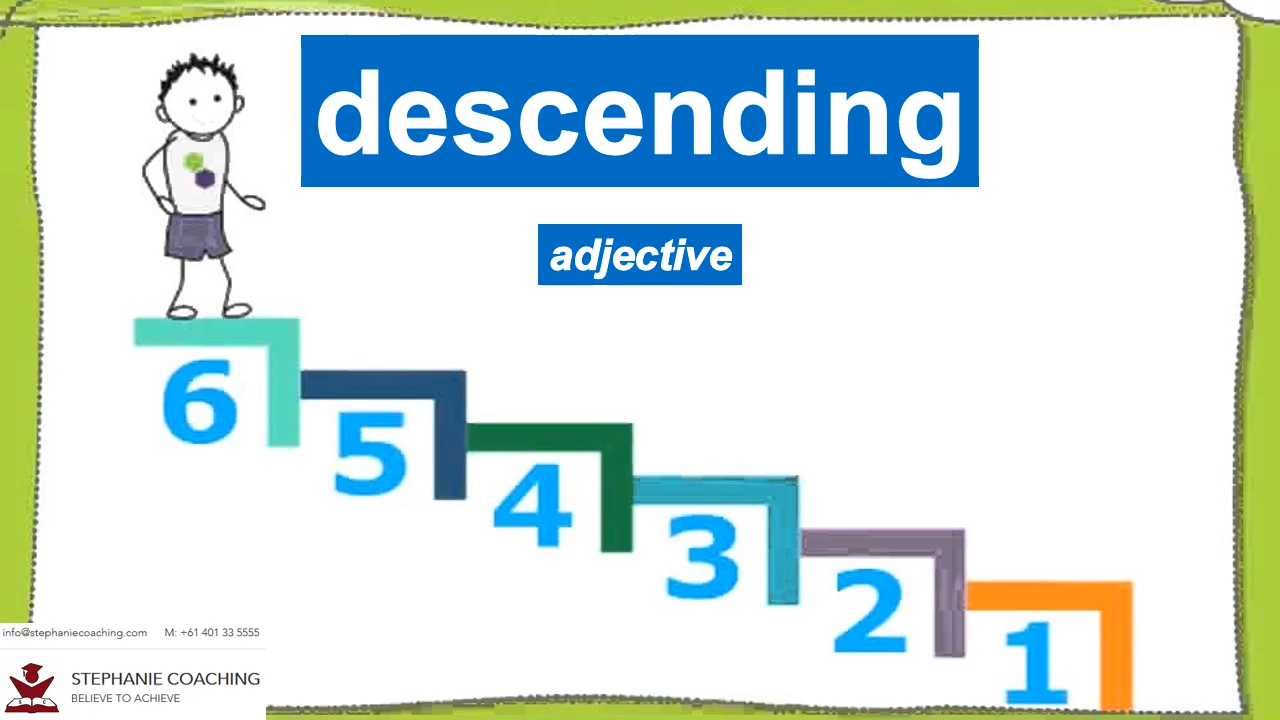 descending
adjective
6
5
4
3
2
1
info@stephaniecoaching.com M: +61 401 33 5555
STEPHANIE COACHING
BELIEVE TO ACHIEVE
S C